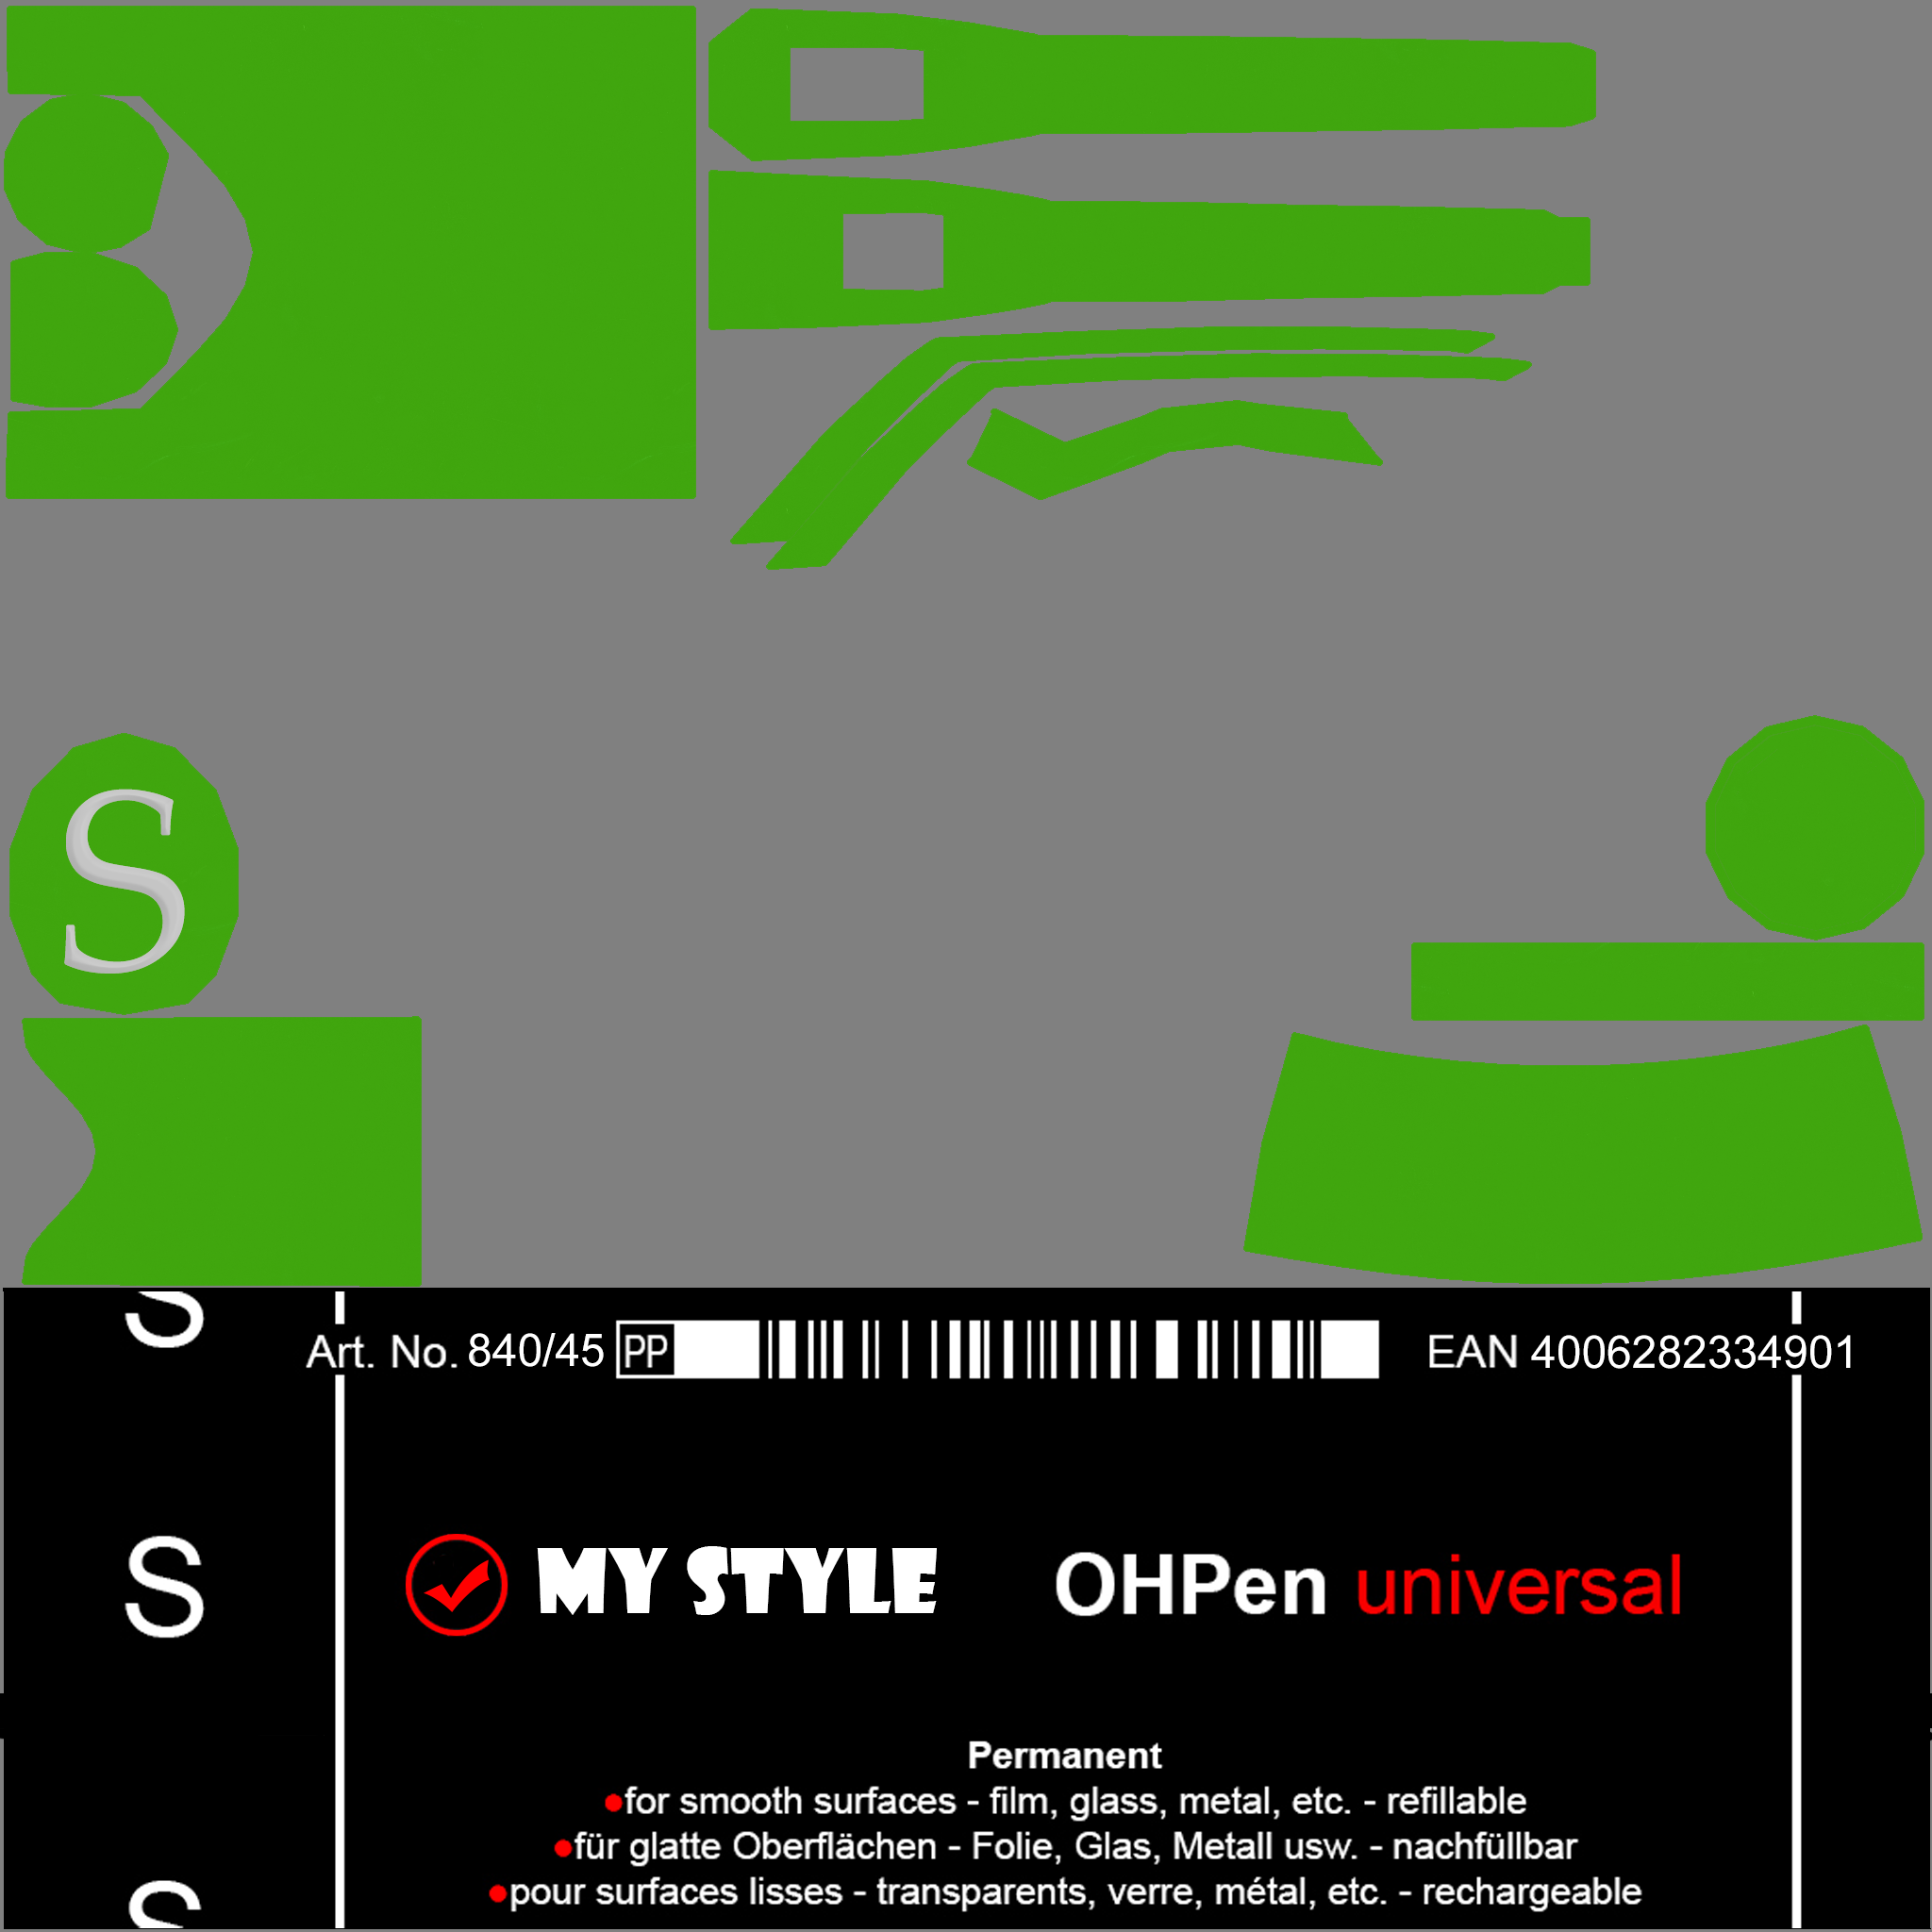 S
S
Art. No. 840/45 PP EAN 4006282334901
S MY STYLE OHPen universal
Permanent
for smooth surfaces - film, glass, metal, etc. - refillable
für glatte Oberflächen - Folie, Glas, Metall usw. - nachfüllbar
S
pour surfaces lisses - transparents, verre, métal, etc. - rechargeable